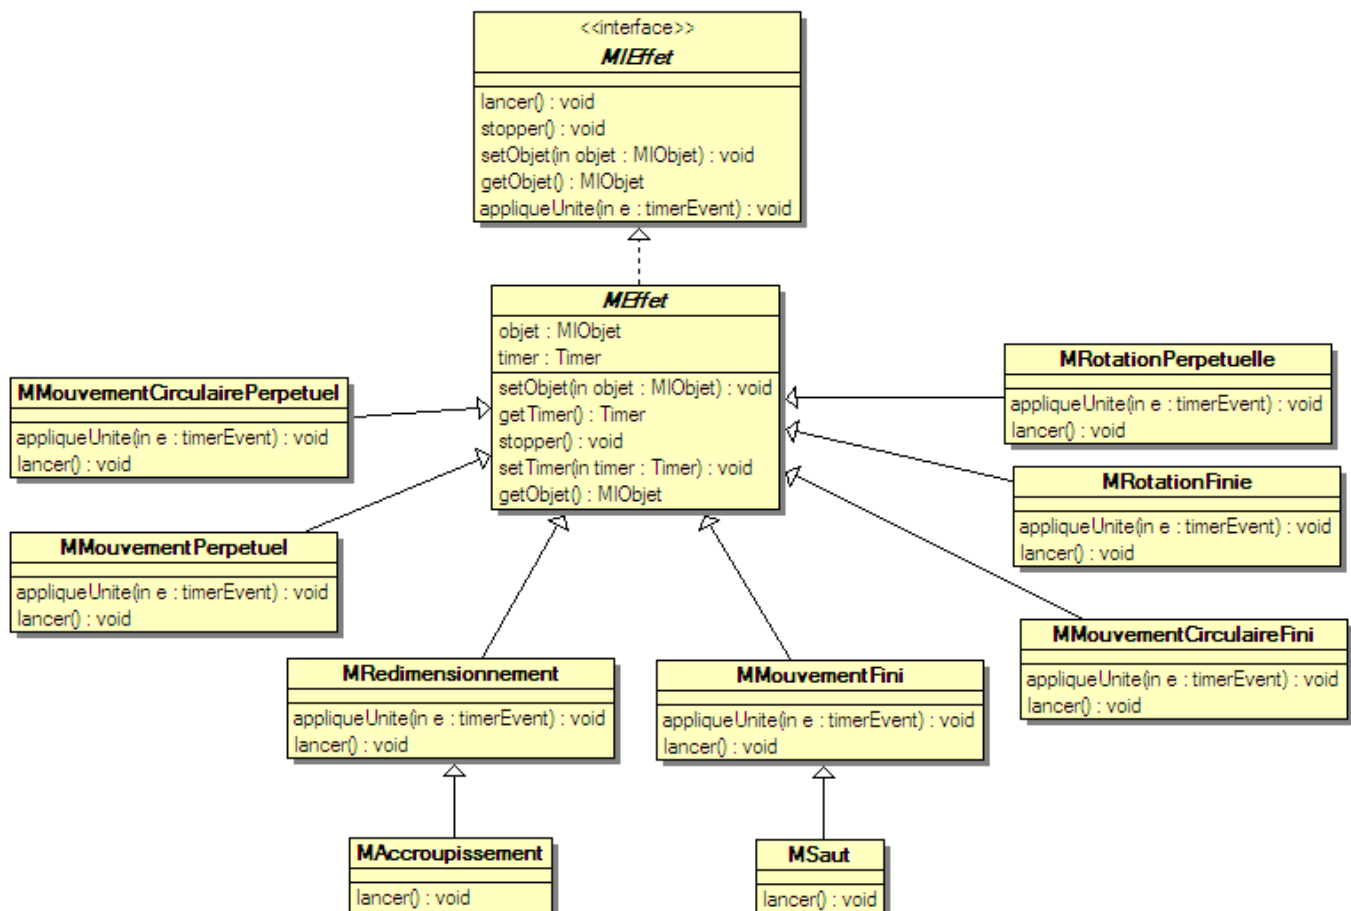 <<interface>>
MIEffet
lancer() : void
stopper() : void
setObjet(in objet : MIObjet) : void
getObjet() : MIObjet
appliqueUnite(in e : timerEvent) : void
MEffet
objet : MIObjet
timer : Timer
setObjet(in objet : MIObjet) : void
getTimer() : Timer
stopper() : void
setTimer(in timer : Timer) : void
getObjet() : MIObjet
MMouvementCirculairePerpetuel
appliqueUnite(in e : timerEvent) : void
lancer() : void
MRotationPerpetuelle
appliqueUnite(in e : timerEvent) : void
lancer() : void
MRotationFinie
appliqueUnite(in e : timerEvent) : void
lancer() : void
MMouvementPerpetuel
appliqueUnite(in e : timerEvent) : void
lancer() : void
MMouvementCirculaireFini
appliqueUnite(in e : timerEvent) : void
lancer() : void
MRedimensionnement
appliqueUnite(in e : timerEvent) : void
lancer() : void
MMouvementFini
appliqueUnite(in e : timerEvent) : void
lancer() : void
MAccroupissement
lancer() : void
MSaut
lancer() : void